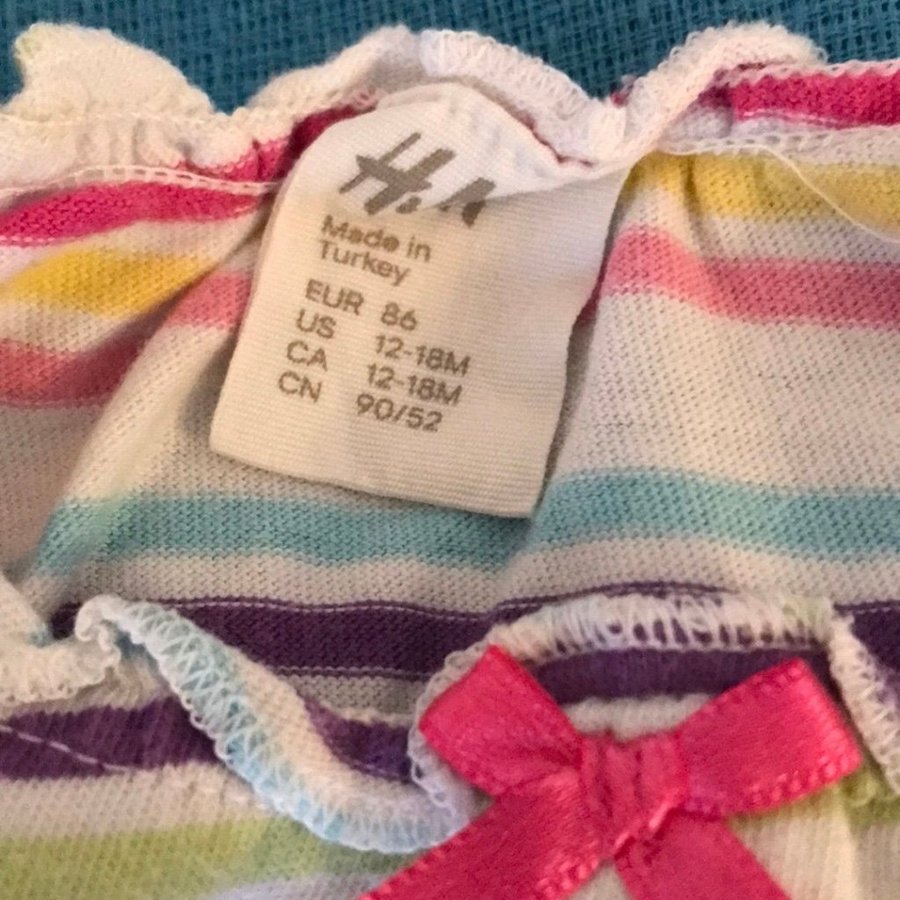 H&M
Made in
Turkey
EUR 86
US 12-18M
CA 12-18M
CN 90/52